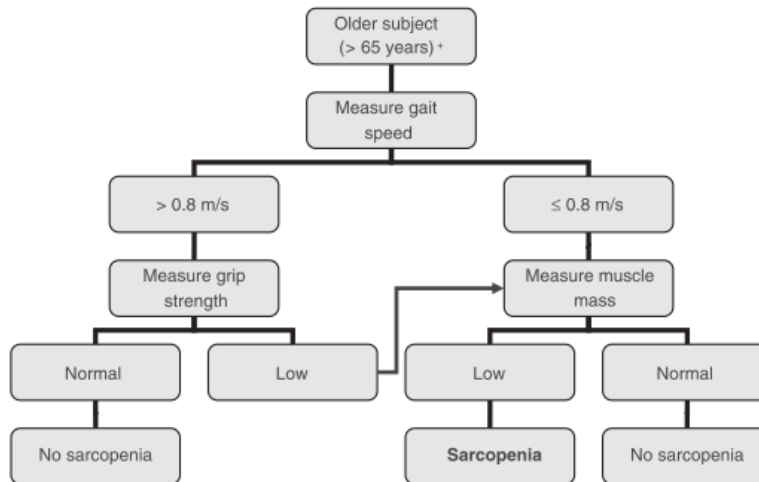 Older subject
(> 65 years) +
Measure gait
speed
> 0.8 m/s
≤ 0.8 m/s
Measure grip
strength
Measure muscle
mass
Normal
Low
Low
Normal
No sarcopenia
Sarcopenia
No sarcopenia